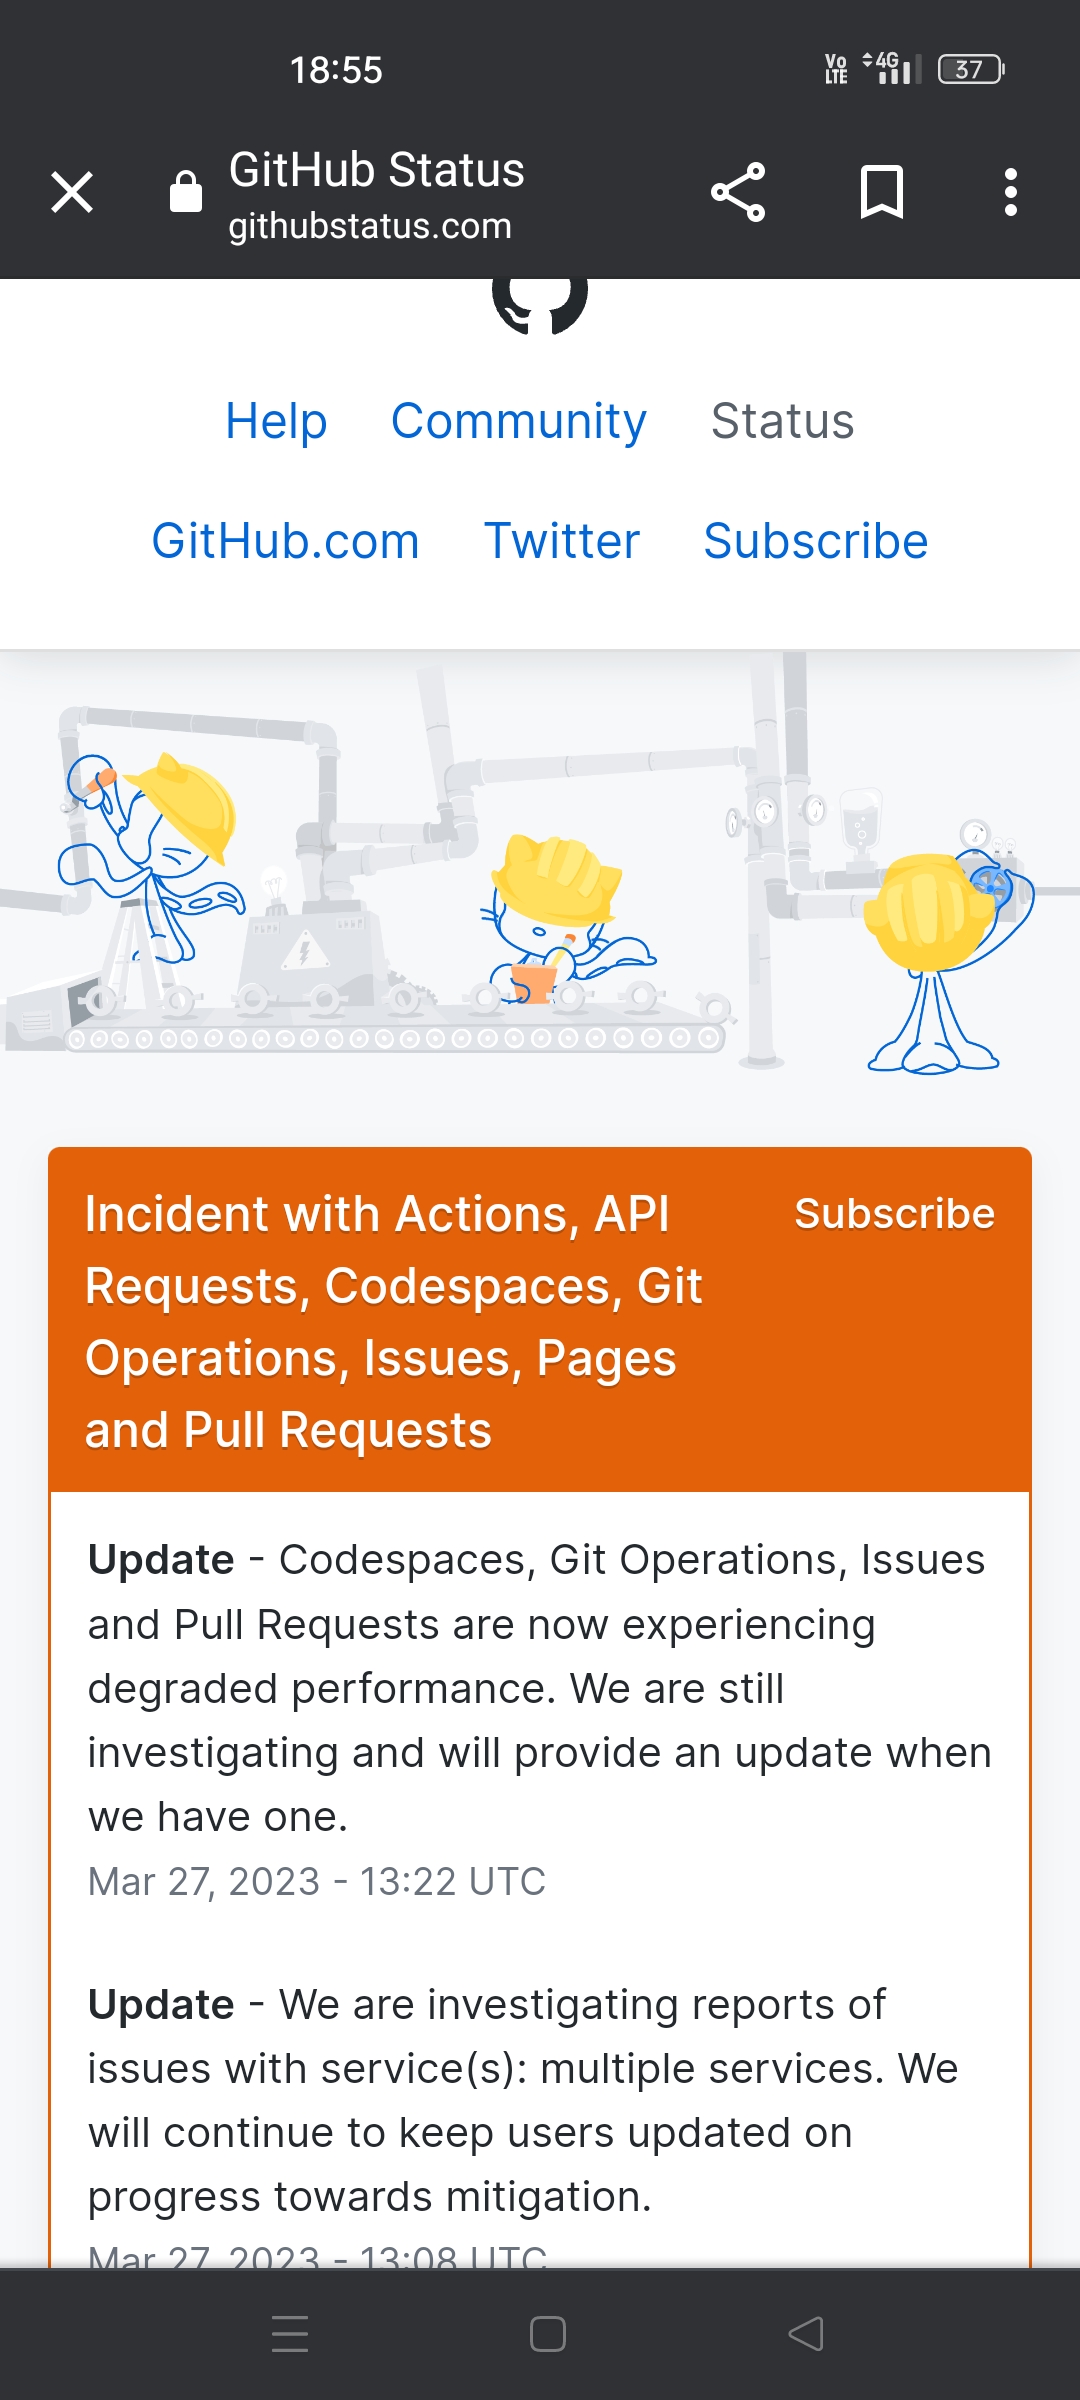 18:55
Vo LTE 4G 37
GitHub Status
githubstatus.com
Help Community Status
GitHub.com Twitter Subscribe
Incident with Actions, API
Subscribe
Requests, Codespaces, Git
Operations, Issues, Pages
and Pull Requests
Update - Codespaces, Git Operations, Issues
and Pull Requests are now experiencing
degraded performance. We are still
investigating and will provide an update when
we have one.
Mar 27, 2023 - 13:22 UTC
Update - We are investigating reports of
issues with service(s): multiple services. We
will continue to keep users updated on
progress towards mitigation.
Mar 27, 2023 - 13:08 UTC